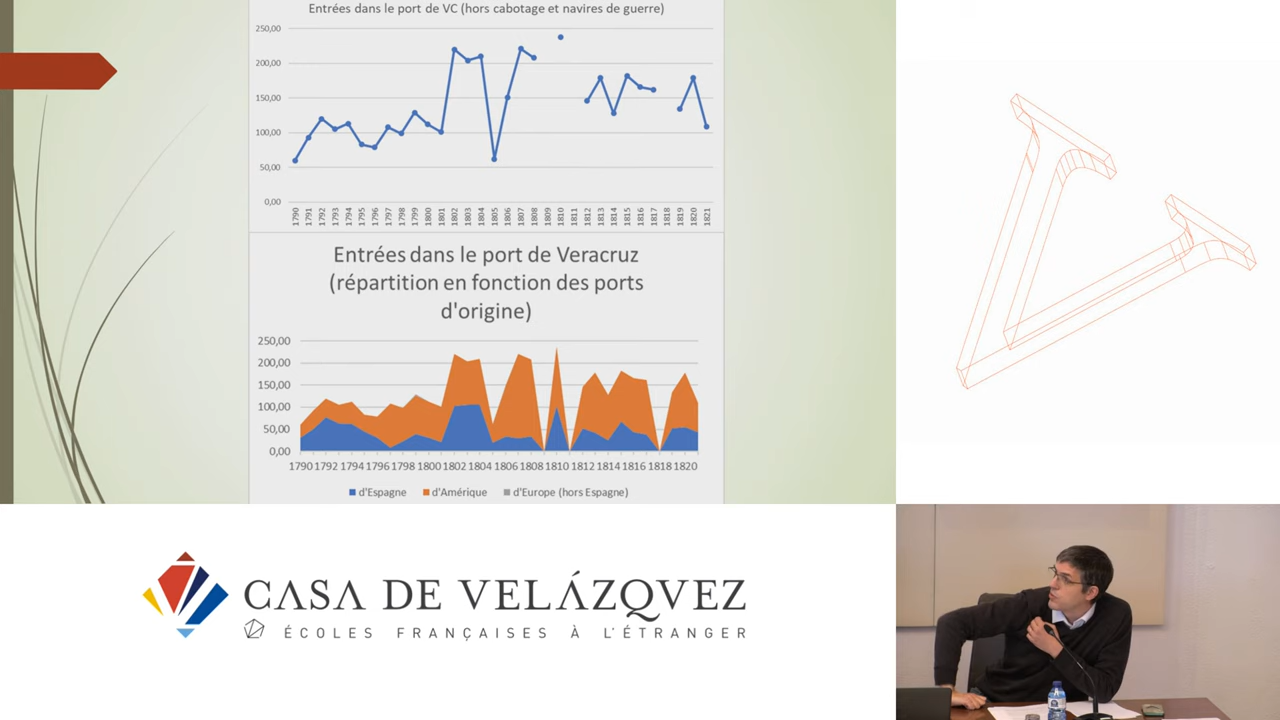 Entrées dans le port de VC (hors cabotage et navires de guerre)
250,00
200,00
150,00
100,00
50,00
0,00
1790 1791 1792 1793 1794 1795 1796 1797 1798 1799 1800 1801 1802 1803 1804 1805 1806 1807 1808 1809 1810 1811 1812 1813 1814 1815 1816 1817 1818 1819 1820 1821
Entrées dans le port de Veracruz
(répartition en fonction des ports
d'origine)
250,00
200,00
150,00
100,00
50,00
0,00
1790 1792 1794 1796 1798 1800 1802 1804 1806 1808 1810 1812 1814 1816 1818 1820
d'Espagne d'Amérique d'Europe (hors Espagne)
CASA DE VELÁZQVEZ
ÉCOLES FRANÇAISES À L'ÉTRANGER